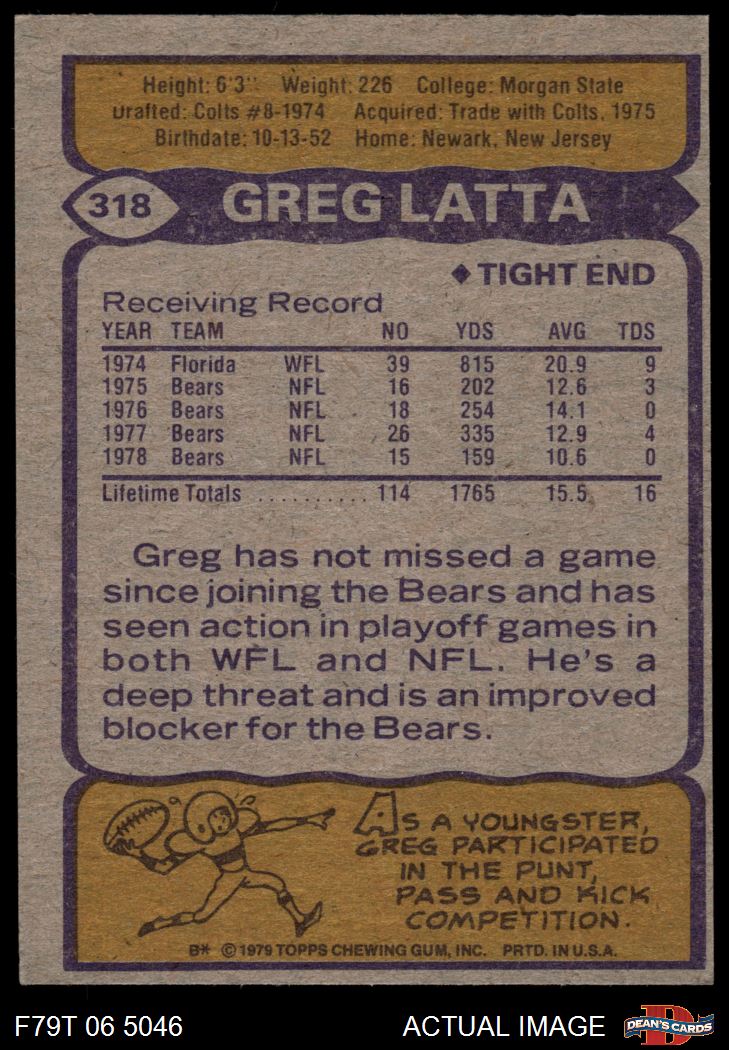 Height: 6'3" Weight: 226 College: Morgan State
Drafted: Colts #8-1974 Acquired: Trade with Colts, 1975
Birthdate: 10-13-52 Home: Newark, New Jersey
318 GREG LATTA
◆ TIGHT END
Receiving Record
YEAR TEAM NO YDS AVG TDS
1974 Florida WFL 39 815 20.9 9
1975 Bears NFL 16 202 12.6 3
1976 Bears NFL 18 254 14.1 0
1977 Bears NFL 26 335 12.9 4
1978 Bears NFL 15 159 10.6 0
Lifetime Totals .......... 114 1765 15.5 16
Greg has not missed a game
since joining the Bears and has
seen action in playoff games in
both WFL and NFL. He's a
deep threat and is an improved
blocker for the Bears.
AS A YOUNGSTER,
GREG PARTICIPATED
IN THE PUNT,
PASS AND KICK
COMPETITION.
B* © 1979 TOPPS CHEWING GUM, INC. PRTD. IN U.S.A.
F79T 06 5046 ACTUAL IMAGE DEAN'S CARDS